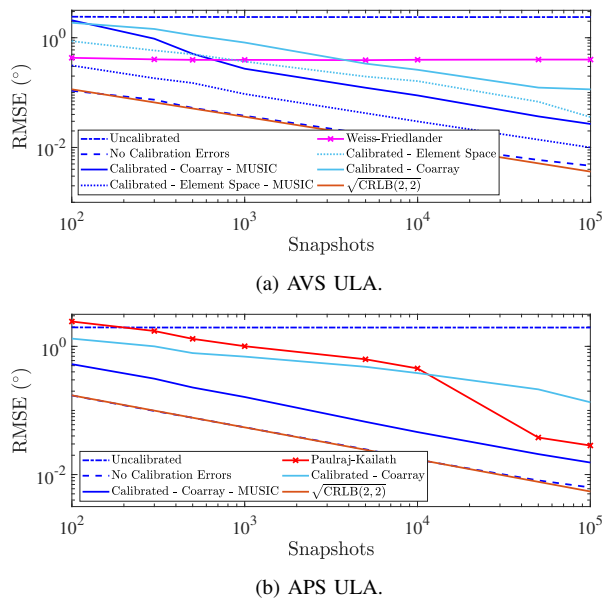 10^0
10^-2
RMSE (°)
Uncalibrated
No Calibration Errors
Calibrated - Coarray - MUSIC
Calibrated - Element Space - MUSIC
Weiss-Friedlander
Calibrated - Element Space
Calibrated - Coarray
√CRLB(2, 2)
10^2 10^3 10^4 10^5
Snapshots
(a) AVS ULA.
10^0
10^-2
RMSE (°)
Uncalibrated
No Calibration Errors
Calibrated - Coarray - MUSIC
Paulraj-Kailath
Calibrated - Coarray
√CRLB(2, 2)
10^2 10^3 10^4 10^5
Snapshots
(b) APS ULA.